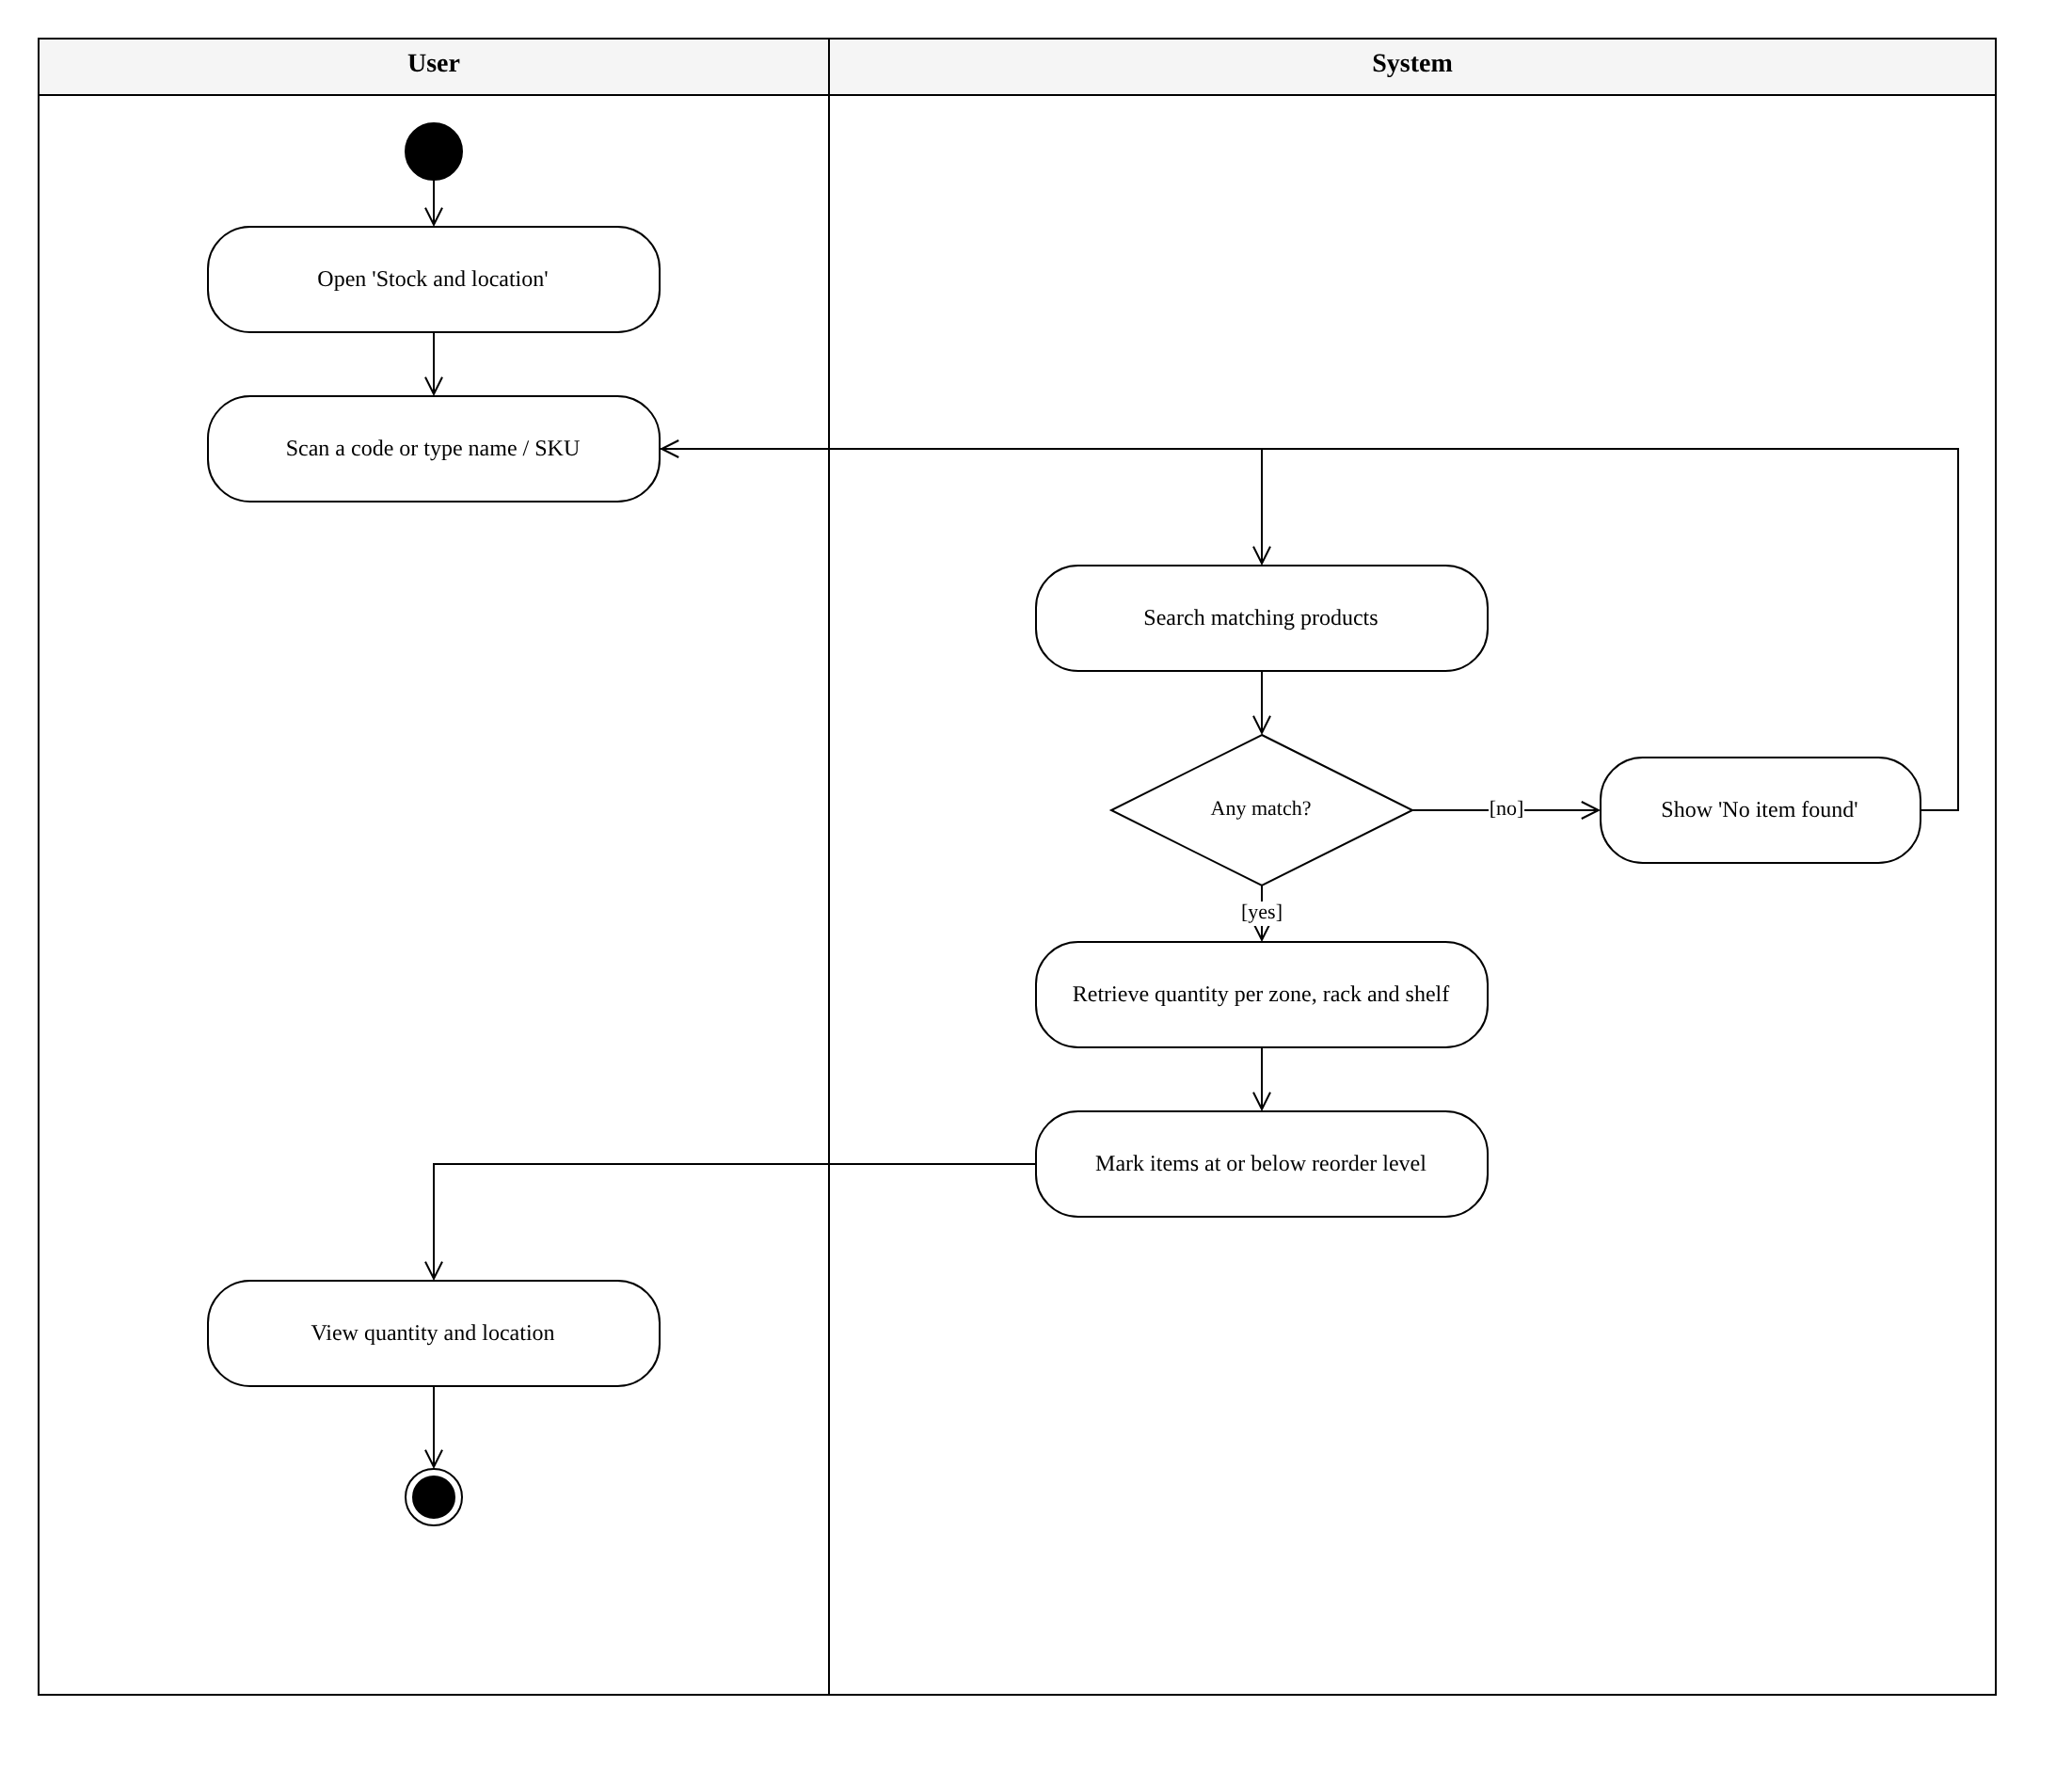 User
System
Open 'Stock and location'
Scan a code or type name / SKU
Search matching products
Any match?
[no]
Show 'No item found'
[yes]
Retrieve quantity per zone, rack and shelf
Mark items at or below reorder level
View quantity and location